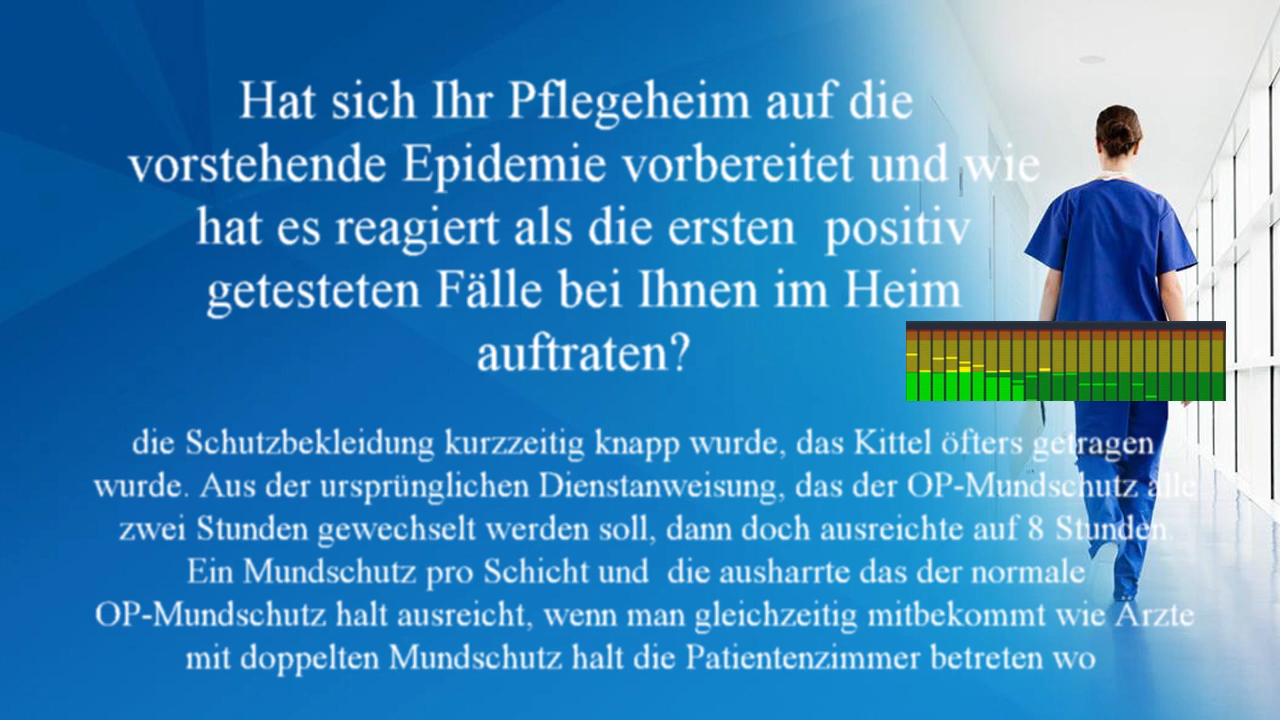 Hat sich Ihr Pflegeheim auf die
vorstehende Epidemie vorbereitet und wie
hat es reagiert als die ersten positiv
getesteten Fälle bei Ihnen im Heim
auftraten?
die Schutzbekleidung kurzzeitig knapp wurde, das Kittel öfters getragen
wurde. Aus der ursprünglichen Dienstanweisung, das der OP-Mundschutz alle
zwei Stunden gewechselt werden soll, dann doch ausreichte auf 8 Stunden.
Ein Mundschutz pro Schicht und die ausharrte das der normale
OP-Mundschutz halt ausreicht, wenn man gleichzeitig mitbekommt wie Ärzte
mit doppelten Mundschutz halt die Patientenzimmer betreten wo